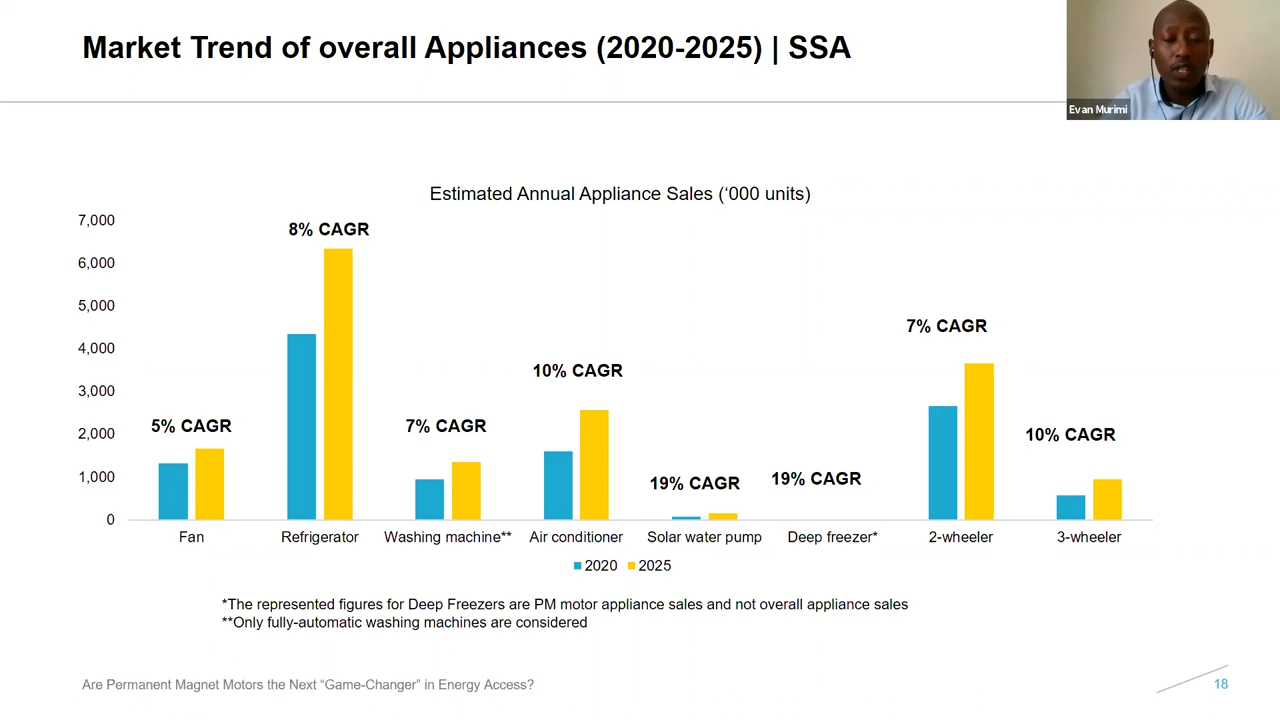 Market Trend of overall Appliances (2020-2025) | SSA
Evan Murimi
Estimated Annual Appliance Sales (‘000 units)
7,000
6,000
5,000
4,000
3,000
2,000
1,000
0
5% CAGR
8% CAGR
7% CAGR
10% CAGR
19% CAGR
19% CAGR
7% CAGR
10% CAGR
Fan
Refrigerator
Washing machine**
Air conditioner
Solar water pump
Deep freezer*
2-wheeler
3-wheeler
2020 2025
*The represented figures for Deep Freezers are PM motor appliance sales and not overall appliance sales
**Only fully-automatic washing machines are considered
Are Permanent Magnet Motors the Next “Game-Changer” in Energy Access?
18